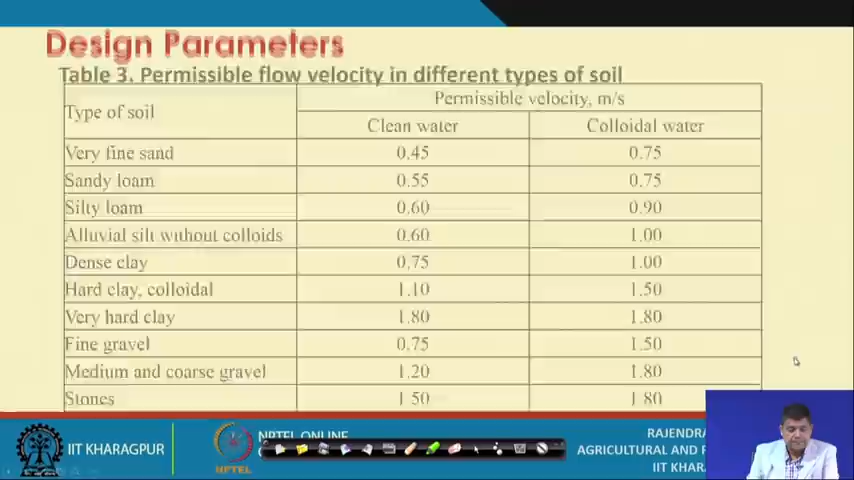 Design Parameters
Table 3. Permissible flow velocity in different types of soil
Type of soil Permissible velocity, m/s
Clean water Colloidal water
Very fine sand 0.45 0.75
Sandy loam 0.55 0.75
Silty loam 0.60 0.90
Alluvial silt without colloids 0.60 1.00
Dense clay 0.75 1.00
Hard clay, colloidal 1.10 1.50
Very hard clay 1.80 1.80
Fine gravel 0.75 1.50
Medium and coarse gravel 1.20 1.80
Stones 1.50 1.80
IIT KHARAGPUR
NPTEL
NPTEL ONLINE
RAJENDRA
AGRICULTURAL AND
IIT KHARA